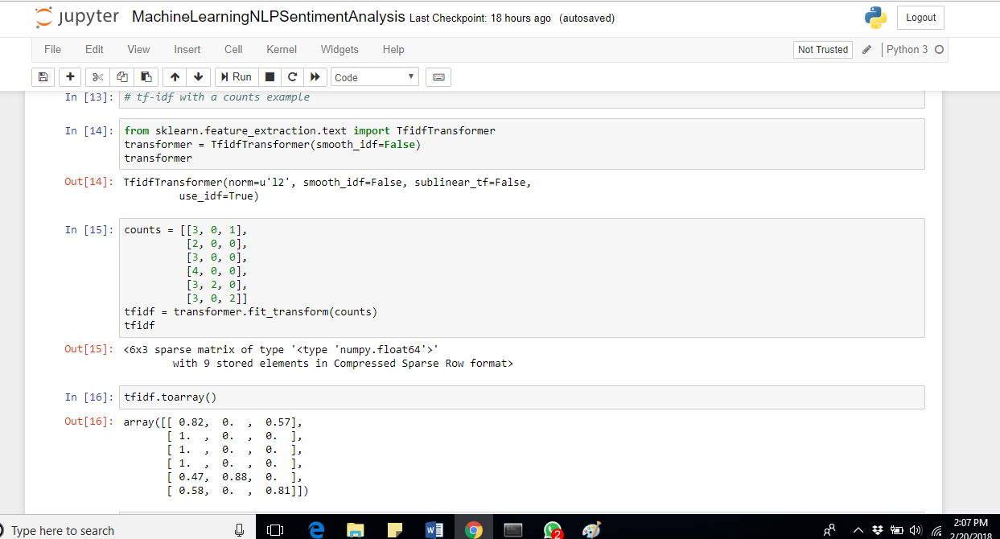 jupyter MachineLearningNLPSentimentAnalysis Last Checkpoint: 18 hours ago (autosaved) Logout
File Edit View Insert Cell Kernel Widgets Help Not Trusted Python 3
Run Code
In [13]: # tf-idf with a counts example
In [14]: from sklearn.feature_extraction.text import TfidfTransformer
transformer = TfidfTransformer(smooth_idf=False)
transformer
Out[14]: TfidfTransformer(norm=u'l2', smooth_idf=False, sublinear_tf=False,
use_idf=True)
In [15]: counts = [[3, 0, 1],
[2, 0, 0],
[3, 0, 0],
[4, 0, 0],
[3, 2, 0],
[3, 0, 2]]
tfidf = transformer.fit_transform(counts)
tfidf
Out[15]: <6x3 sparse matrix of type '<type 'numpy.float64'>'
with 9 stored elements in Compressed Sparse Row format>
In [16]: tfidf.toarray()
Out[16]: array([[ 0.82, 0. , 0.57],
[ 1. , 0. , 0. ],
[ 1. , 0. , 0. ],
[ 1. , 0. , 0. ],
[ 0.47, 0.88, 0. ],
[ 0.58, 0. , 0.81]])
Type here to search
2
2:07 PM
2/20/2018